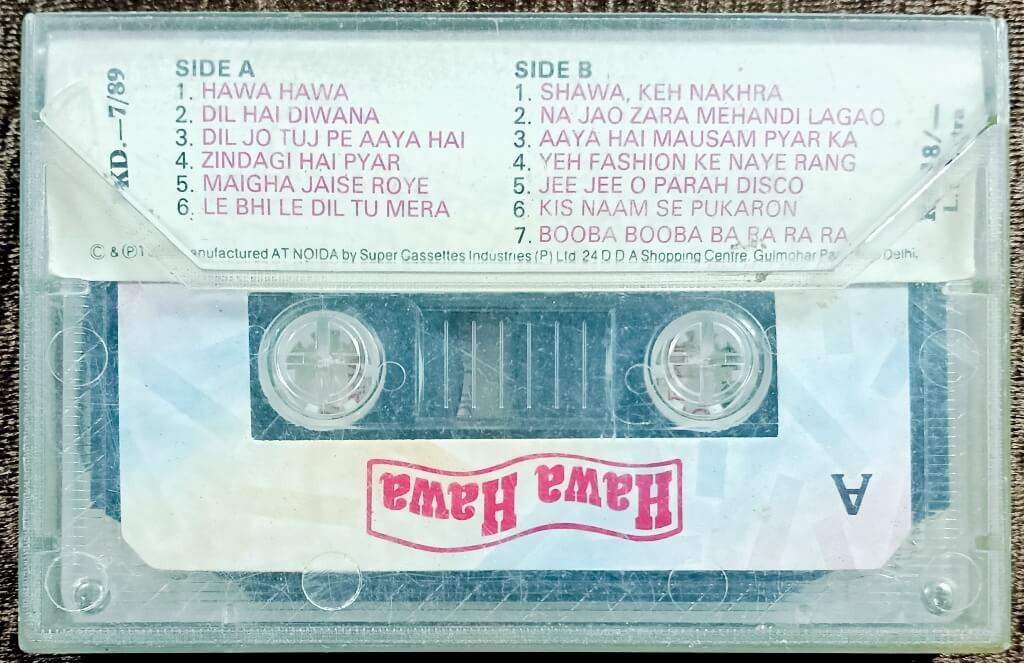 KD.—7/89
SIDE A
1. HAWA HAWA
2. DIL HAI DIWANA
3. DIL JO TUJ PE AAYA HAI
4. ZINDAGI HAI PYAR
5. MAIGHA JAISE ROYE
6. LE BHI LE DIL TU MERA
SIDE B
1. SHAWA, KEH NAKHRA
2. NA JAO ZARA MEHANDI LAGAO
3. AAYA HAI MAUSAM PYAR KA
4. YEH FASHION KE NAYE RANG
5. JEE JEE O PARAH DISCO
6. KIS NAAM SE PUKARON
7. BOOBA BOOBA BA RA RA RA
© & ℗ AT NOIDA by Super Cassettes Industries (P) Ltd 24 D D A Shopping Centre, Gulmohar Delhi.
Hawa Hawa
A